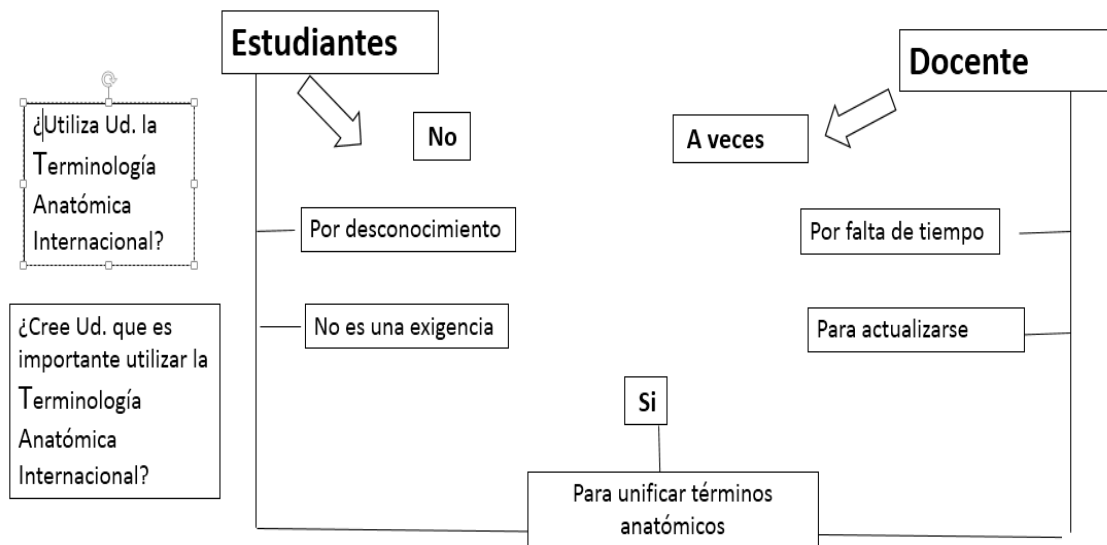 Estudiantes
Docente
¿Utiliza Ud. la
Terminología
Anatómica
Internacional?
No
A veces
Por desconocimiento
Por falta de tiempo
¿Cree Ud. que es
importante utilizar la
Terminología
Anatómica
Internacional?
No es una exigencia
Para actualizarse
Si
Para unificar términos
anatómicos